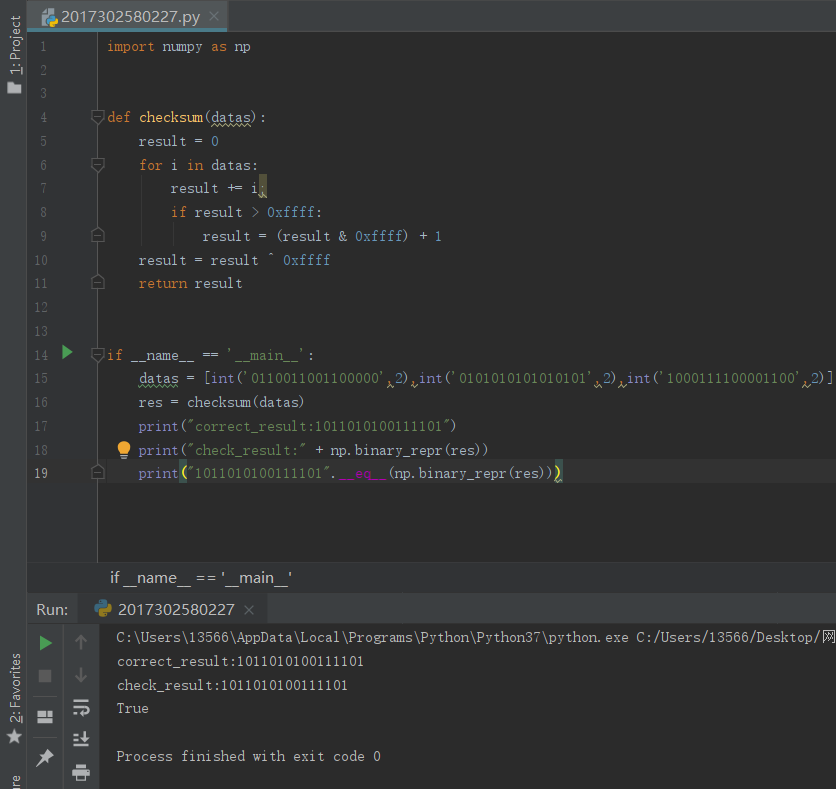 2017302580227.py
1: Project
1 import numpy as np
2
3
4 def checksum(datas):
5 result = 0
6 for i in datas:
7 result += i;
8 if result > 0xffff:
9 result = (result & 0xffff) + 1
10 result = result ^ 0xffff
11 return result
12
13
14 if __name__ == '__main__':
15 datas = [int('0110011001100000',2),int('0101010101010101',2),int('1000111100001100',2)]
16 res = checksum(datas)
17 print("correct_result:1011010100111101")
18 print("check_result:" + np.binary_repr(res))
19 print("1011010100111101".__eq__(np.binary_repr(res)))
if __name__ == '__main__'
Run: 2017302580227
C:\Users\13566\AppData\Local\Programs\Python\Python37\python.exe C:/Users/13566/Desktop/网
correct_result:1011010100111101
check_result:1011010100111101
True
Process finished with exit code 0
2: Favorites